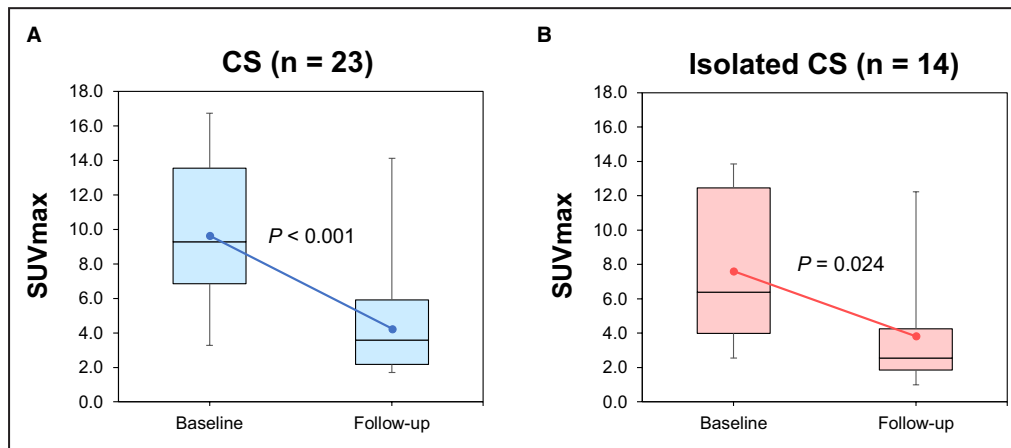 A
CS (n = 23)
SUVmax
18.0
16.0
14.0
12.0
10.0
8.0
6.0
4.0
2.0
0.0
P < 0.001
Baseline
Follow-up
B
Isolated CS (n = 14)
SUVmax
18.0
16.0
14.0
12.0
10.0
8.0
6.0
4.0
2.0
0.0
P = 0.024
Baseline
Follow-up